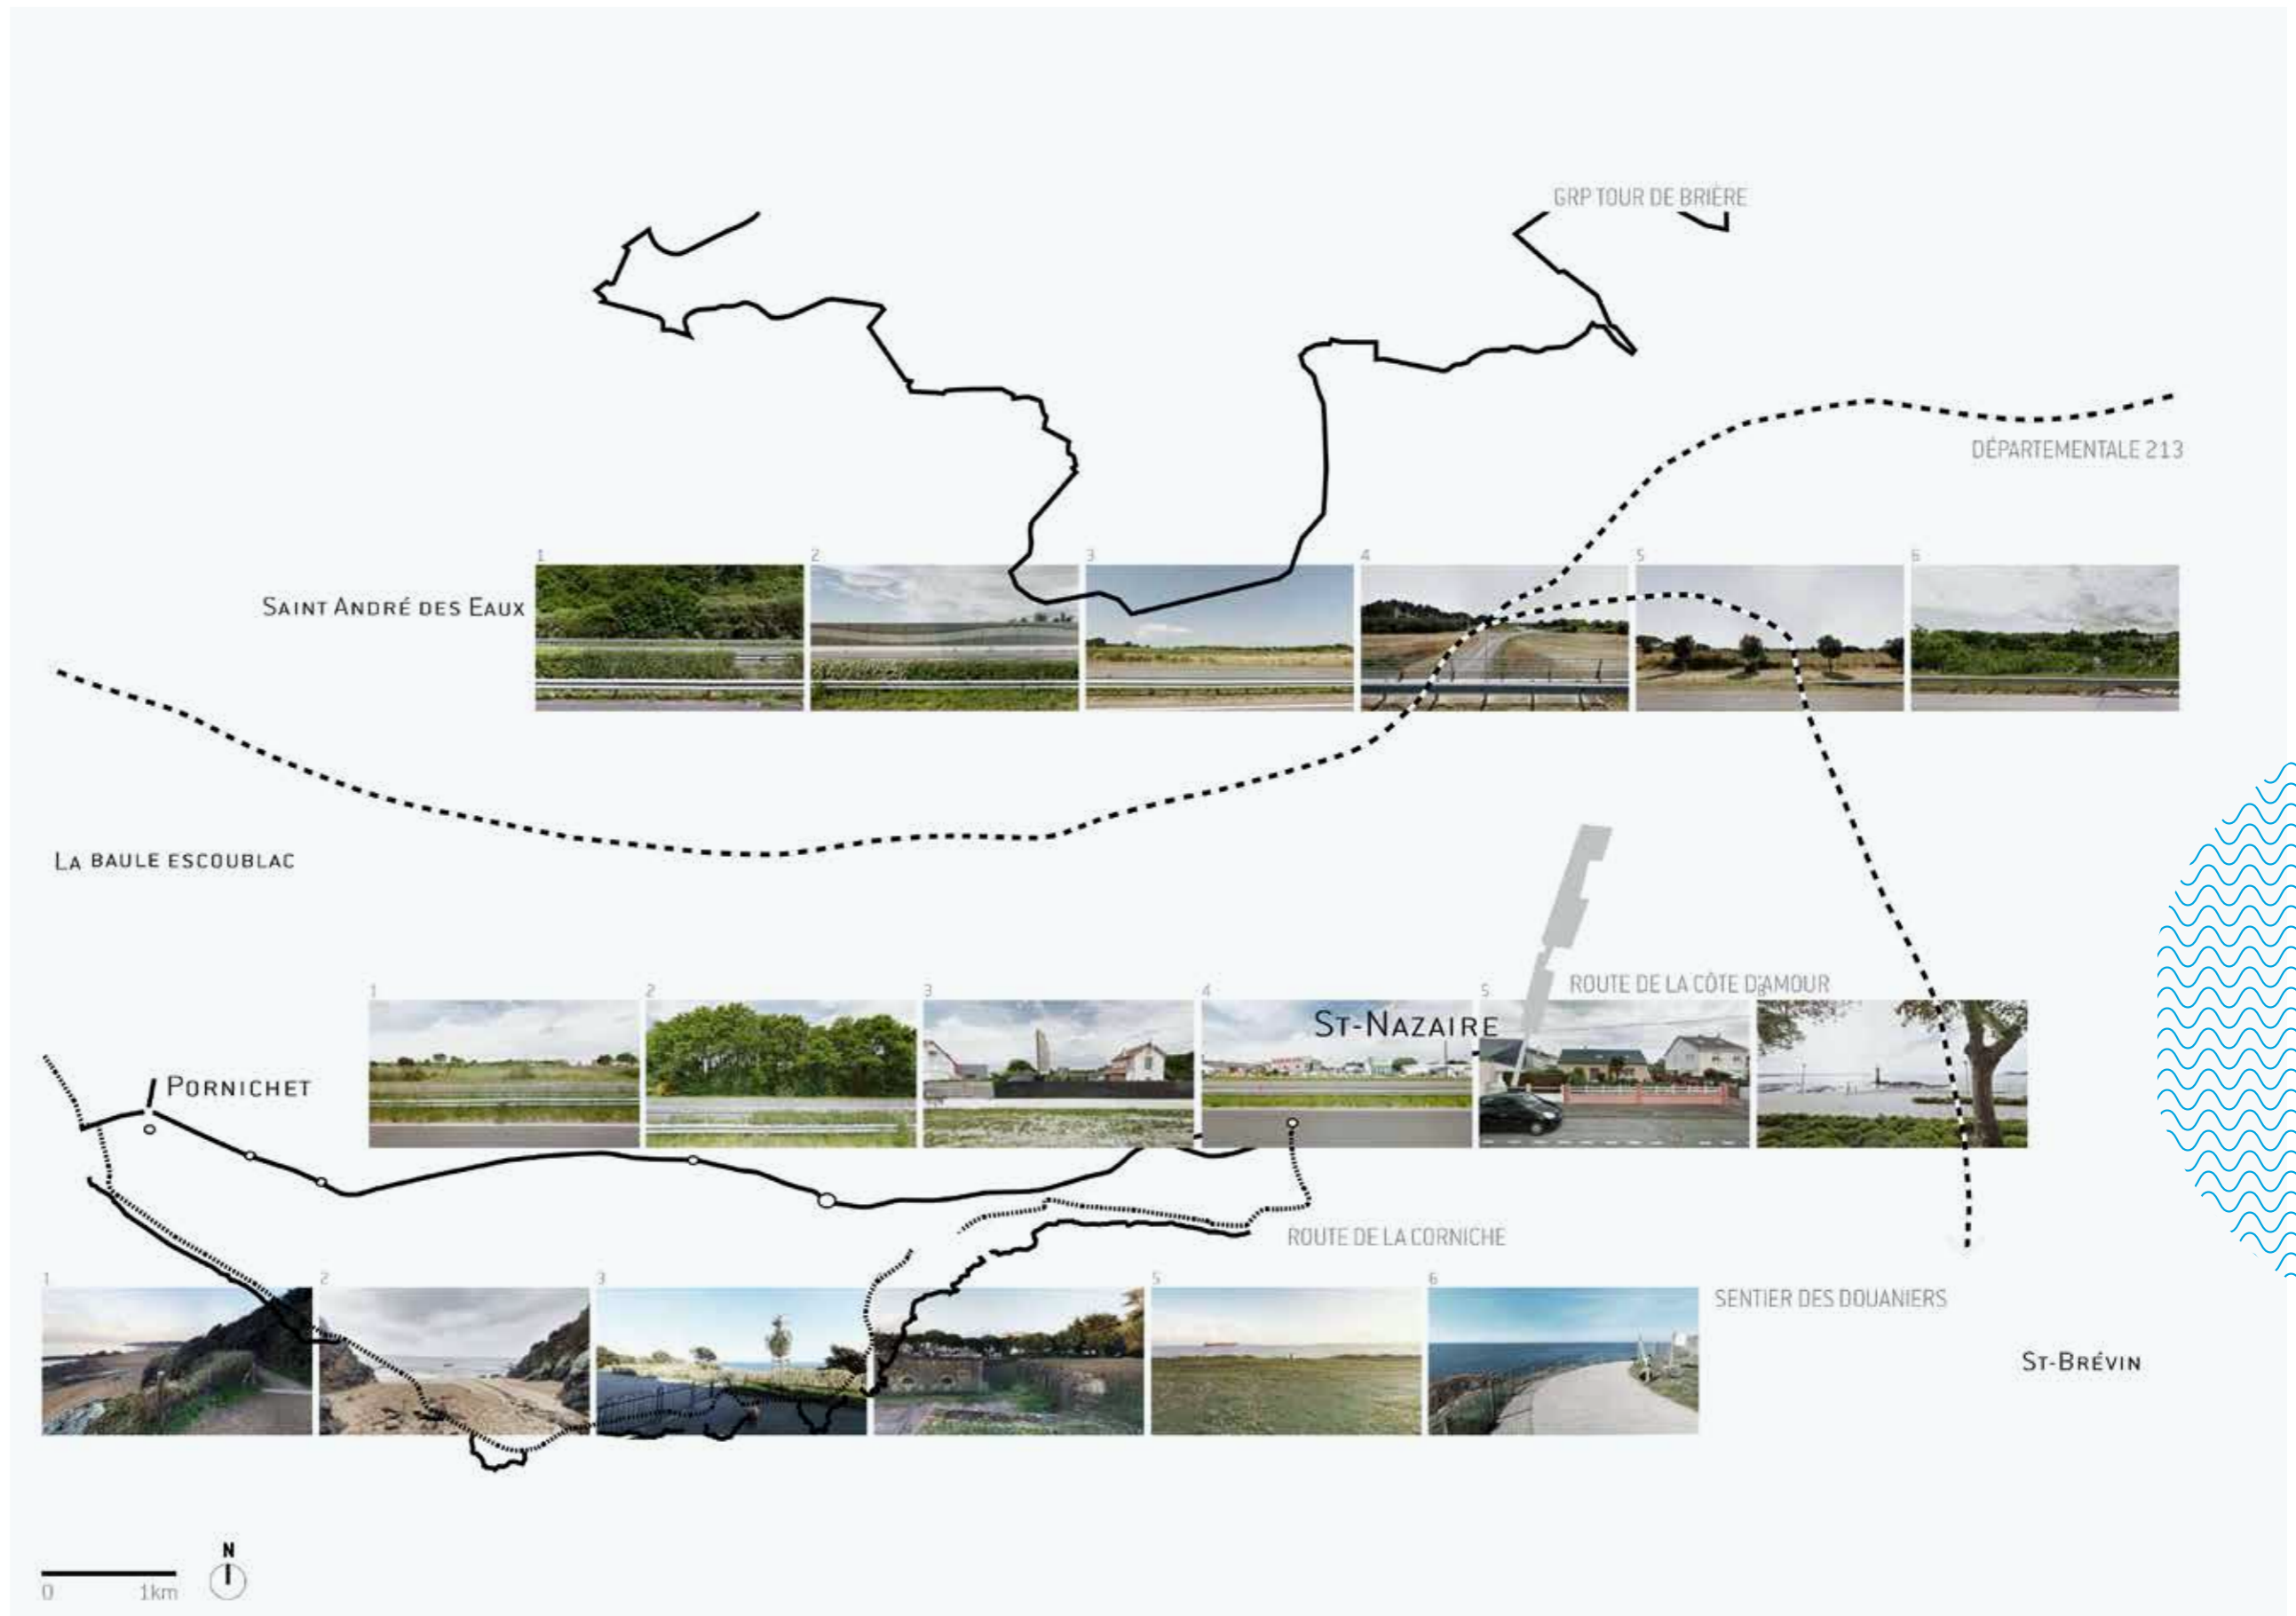 GRP TOUR DE BRIÈRE
DÉPARTEMENTALE 213
1 2 3 4 5 6
SAINT ANDRÉ DES EAUX
LA BAULE ESCOUBLAC
ROUTE DE LA CÔTE D'AMOUR
1 2 3 4 5
ST-NAZAIRE
PORNICHET
ROUTE DE LA CORNICHE
1 2 3 5 6
SENTIER DES DOUANIERS
ST-BRÉVIN
N
0 1km